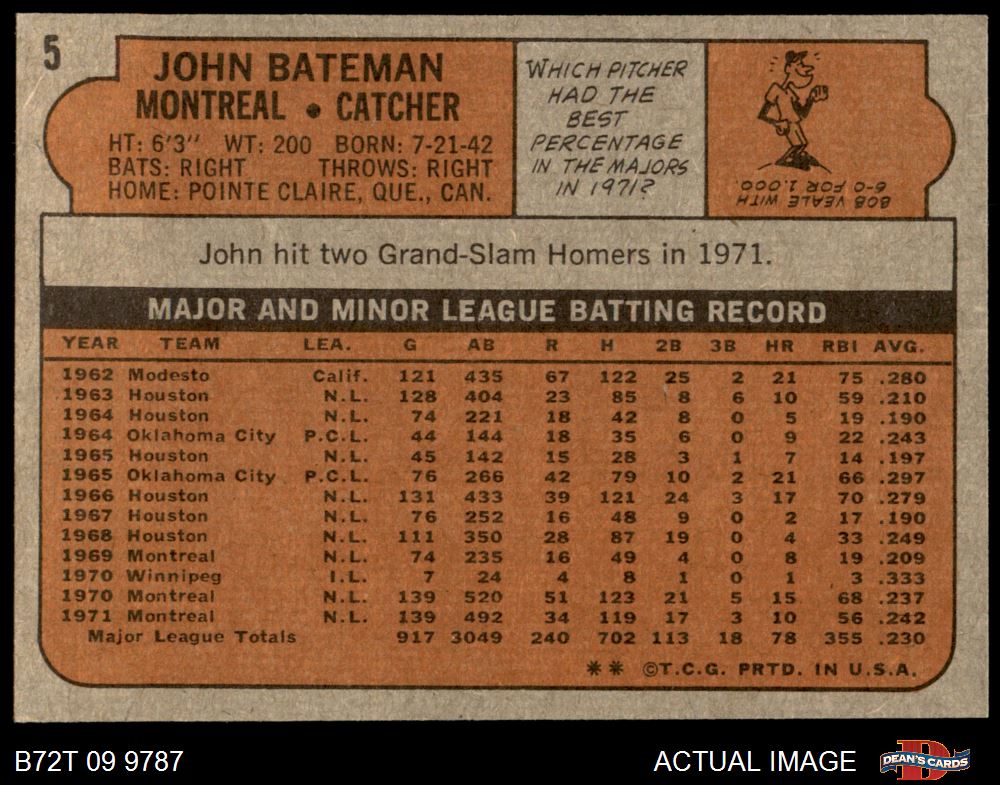 5
JOHN BATEMAN
MONTREAL • CATCHER
HT: 6'3" WT: 200 BORN: 7-21-42
BATS: RIGHT THROWS: RIGHT
HOME: POINTE CLAIRE, QUE., CAN.
WHICH PITCHER
HAD THE
BEST
PERCENTAGE
IN THE MAJORS
IN 1971?
BOB VEALE WITH
6-0 FOR 1.000.
John hit two Grand-Slam Homers in 1971.
MAJOR AND MINOR LEAGUE BATTING RECORD
YEAR TEAM LEA. G AB R H 2B 3B HR RBI AVG.
1962 Modesto Calif. 121 435 67 122 25 2 21 75 .280
1963 Houston N.L. 128 404 23 85 8 6 10 59 .210
1964 Houston N.L. 74 221 18 42 8 0 5 19 .190
1964 Oklahoma City P.C.L. 44 144 18 35 6 0 9 22 .243
1965 Houston N.L. 45 142 15 28 3 1 7 14 .197
1965 Oklahoma City P.C.L. 76 266 42 79 10 2 21 66 .297
1966 Houston N.L. 131 433 39 121 24 3 17 70 .279
1967 Houston N.L. 76 252 16 48 9 0 2 17 .190
1968 Houston N.L. 111 350 28 87 19 0 4 33 .249
1969 Montreal N.L. 74 235 16 49 4 0 8 19 .209
1970 Winnipeg I.L. 7 24 4 8 1 0 1 3 .333
1970 Montreal N.L. 139 520 51 123 21 5 15 68 .237
1971 Montreal N.L. 139 492 34 119 17 3 10 56 .242
Major League Totals 917 3049 240 702 113 18 78 355 .230
** ©T.C.G. PRTD. IN U.S.A.
B72T 09 9787
ACTUAL IMAGE
DEAN'S CARDS